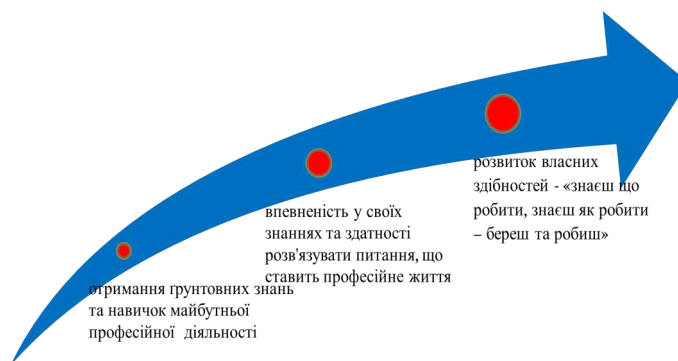 отримання ґрунтовних знань
та навичок майбутньої
професійної діяльності
впевненість у своїх
знаннях та здатності
розв'язувати питання, що
ставить професійне життя
розвиток власних
здібностей - «знаєш що
робити, знаєш як робити
– береш та робиш»